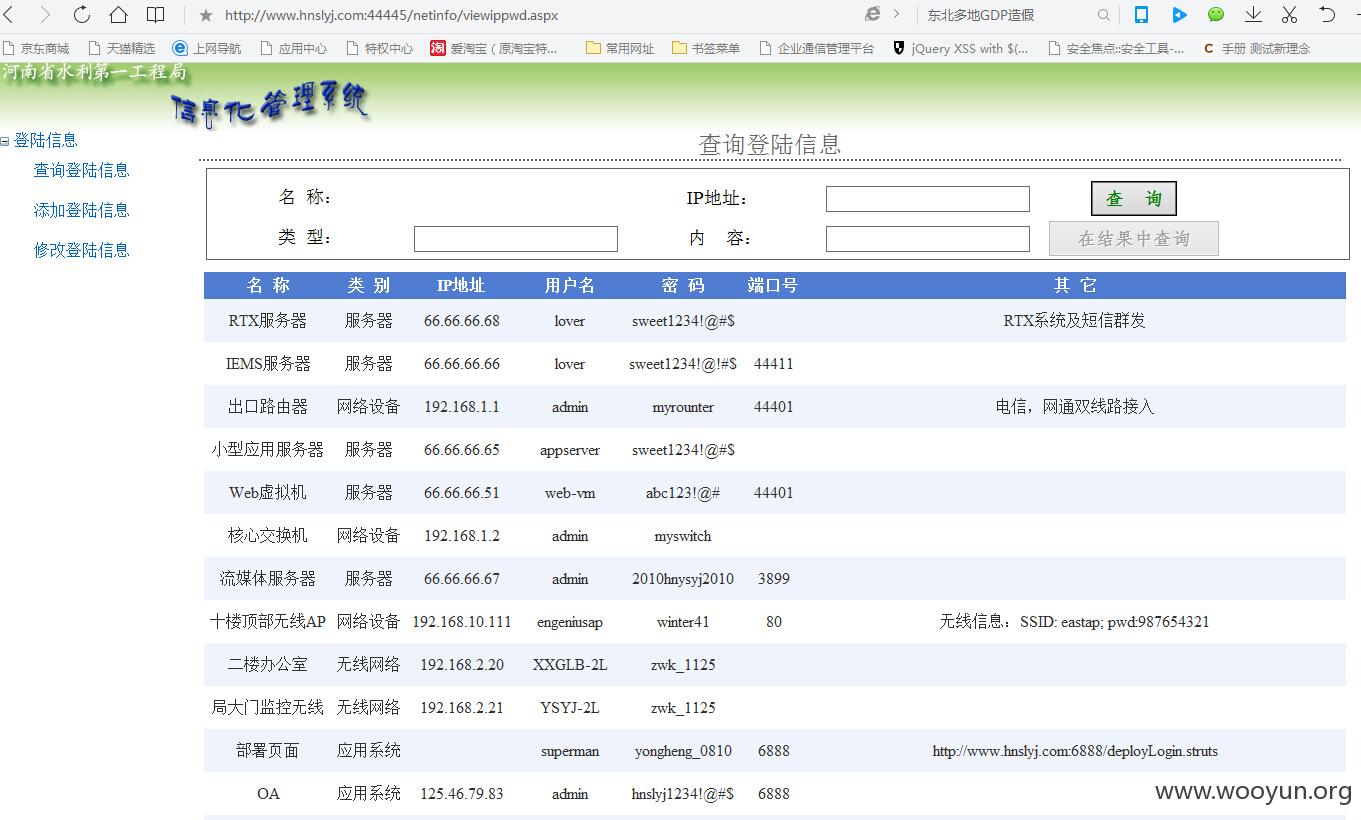 http://www.hnslyj.com:44445/netinfo/viewippwd.aspx 东北多地GDP造假
京东商城 天猫精选 上网导航 应用中心 特权中心 淘 爱淘宝（原淘宝特... 常用网址 书签菜单 企业通信管理平台 jQuery XSS with $(... 安全焦点::安全工具-... C 手册 测试新理念
河南省水利第一工程局
信息化管理系统
登陆信息
查询登陆信息
添加登陆信息
修改登陆信息
查询登陆信息
名 称: IP地址: 查 询
类 型: 内 容: 在结果中查询
名 称 类 别 IP地址 用户名 密 码 端口号 其 它
RTX服务器 服务器 66.66.66.68 lover sweet1234!@#$ RTX系统及短信群发
IEMS服务器 服务器 66.66.66.66 lover sweet1234!@!#$ 44411
出口路由器 网络设备 192.168.1.1 admin myrounter 44401 电信，网通双线路接入
小型应用服务器 服务器 66.66.66.65 appserver sweet1234!@#$
Web虚拟机 服务器 66.66.66.51 web-vm abc123!@# 44401
核心交换机 网络设备 192.168.1.2 admin myswitch
流媒体服务器 服务器 66.66.66.67 admin 2010hnysyj2010 3899
十楼顶部无线AP 网络设备 192.168.10.111 engeniusap winter41 80 无线信息：SSID: eastap; pwd:987654321
二楼办公室 无线网络 192.168.2.20 XXGLB-2L zwk_1125
局大门监控无线 无线网络 192.168.2.21 YSYJ-2L zwk_1125
部署页面 应用系统 superman yongheng_0810 6888 http://www.hnslyj.com:6888/deployLogin.struts
OA 应用系统 125.46.79.83 admin hnslyj1234!@#$ 6888
www.wooyun.org